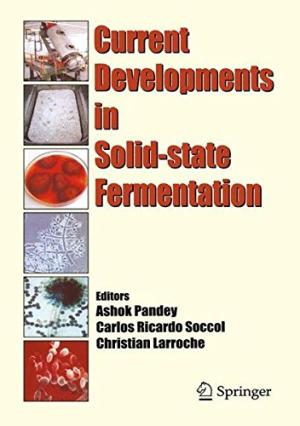 Current
Developments
in
Solid-state
Fermentation
Editors
Ashok Pandey
Carlos Ricardo Soccol
Christian Larroche
Springer